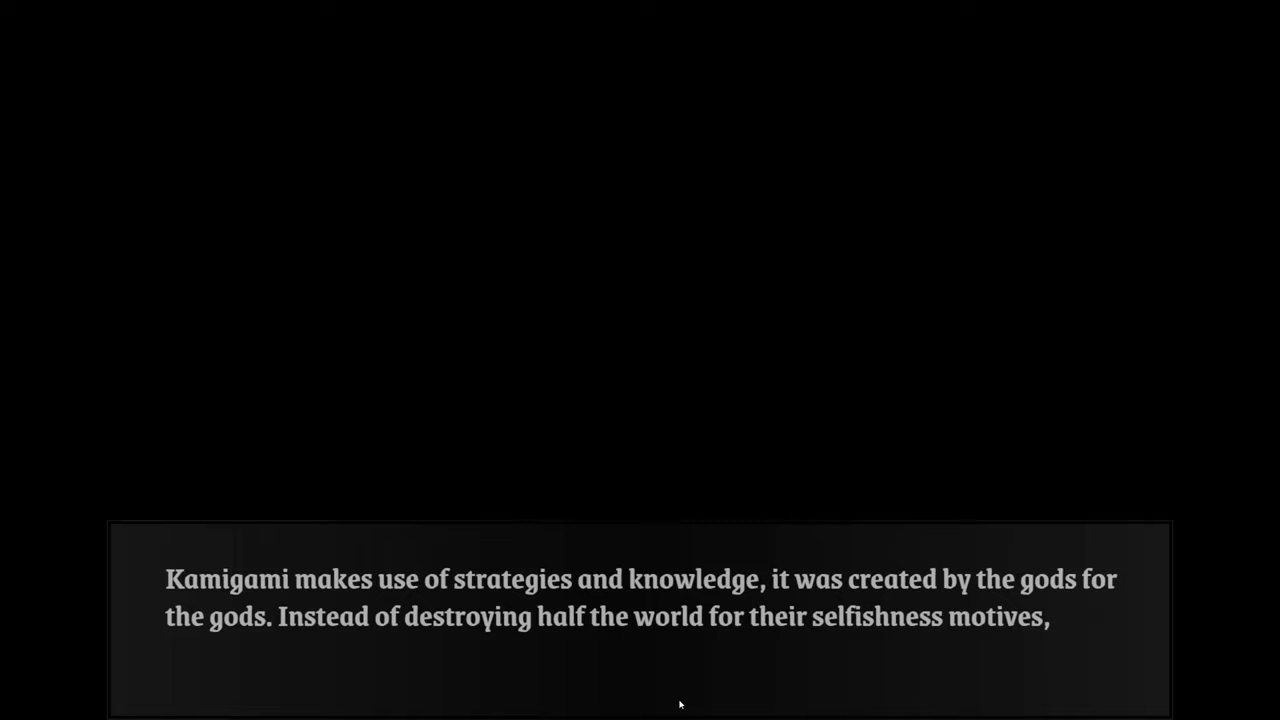 Kamigami makes use of strategies and knowledge, it was created by the gods for
the gods. Instead of destroying half the world for their selfishness motives,